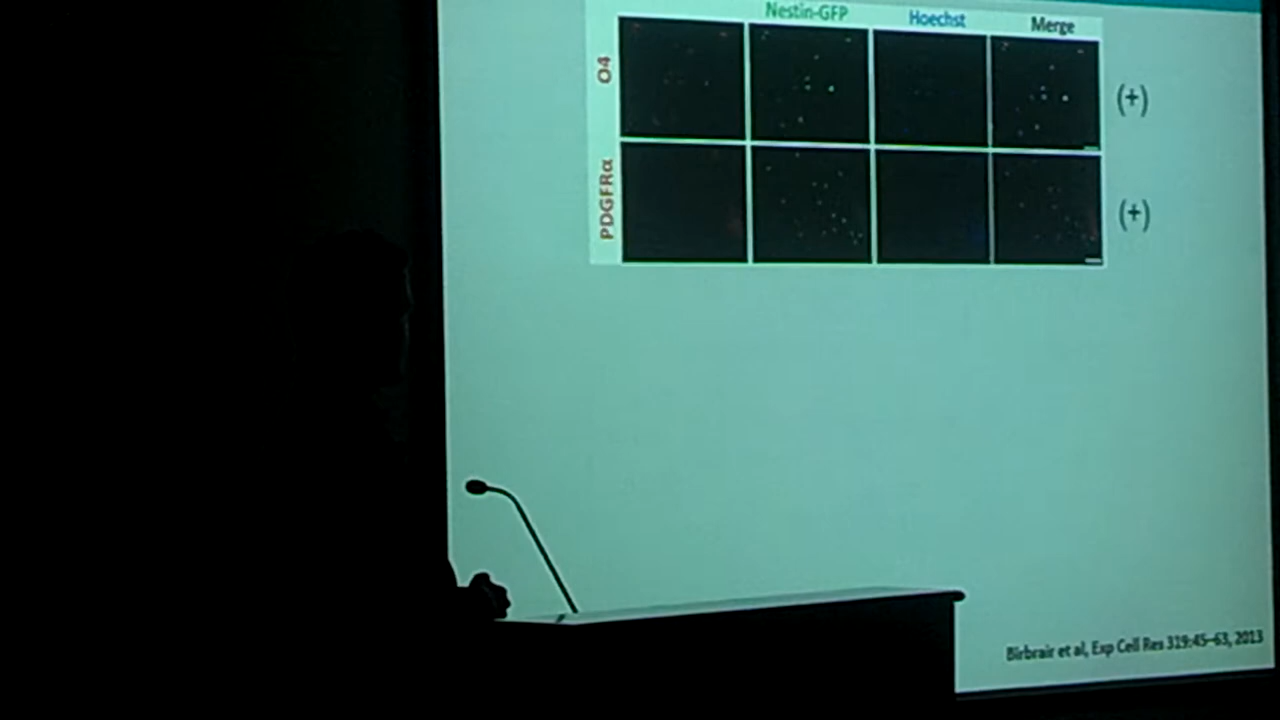 Nestin-GFP Hoechst Merge
O4 (+)
PDGFRα (+)
Birbrair et al, Exp Cell Res 319:45–63, 2013